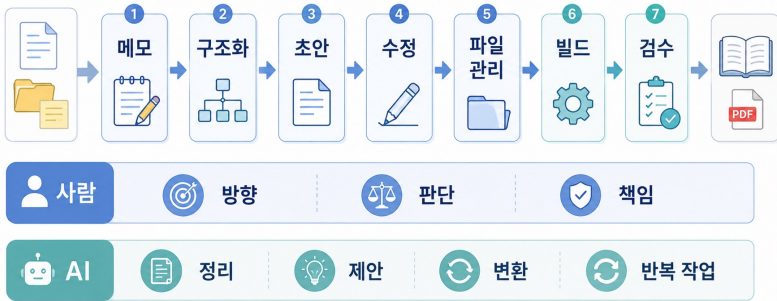 1 2 3 4 5 6 7
메모 구조화 초안 수정 파일 관리 빌드 검수
PDF
사람 방향 판단 책임
AI 정리 제안 변환 반복 작업